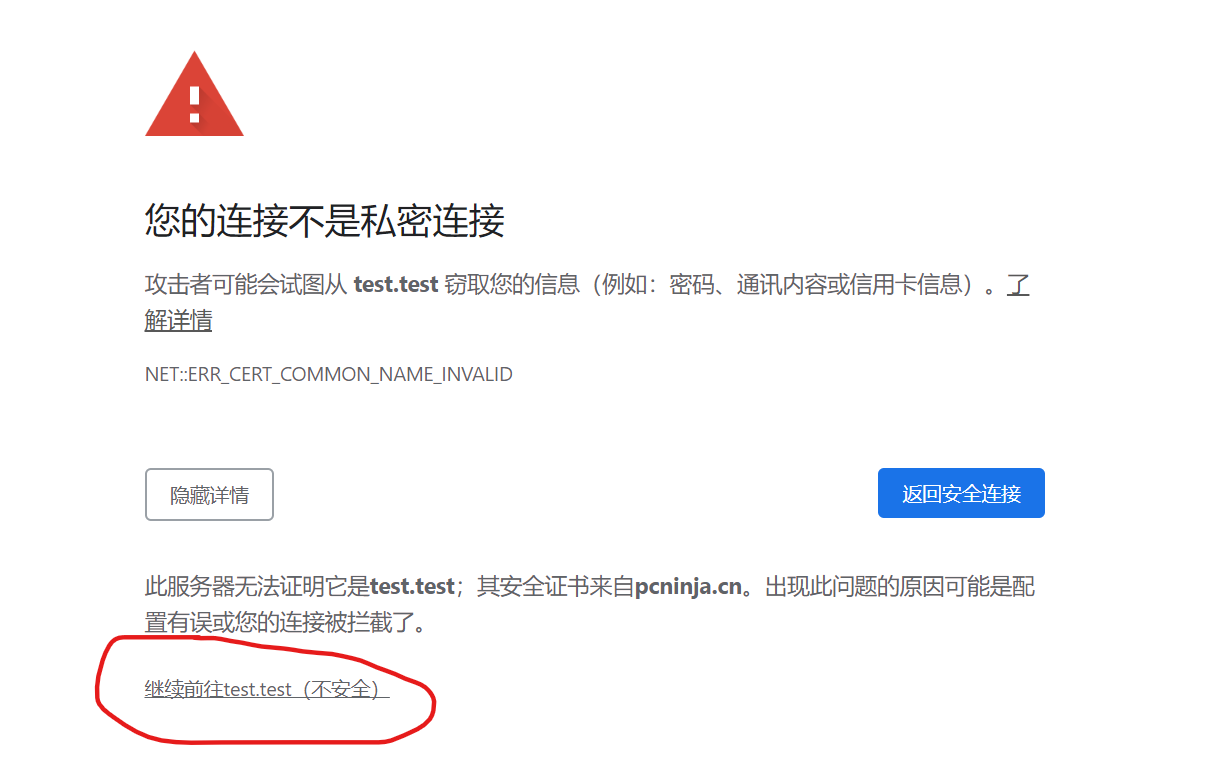 您的连接不是私密连接
攻击者可能会试图从 test.test 窃取您的信息（例如：密码、通讯内容或信用卡信息）。了
解详情
NET::ERR_CERT_COMMON_NAME_INVALID
隐藏详情
返回安全连接
此服务器无法证明它是test.test；其安全证书来自pcninja.cn。出现此问题的原因可能是配
置有误或您的连接被拦截了。
继续前往test.test（不安全）